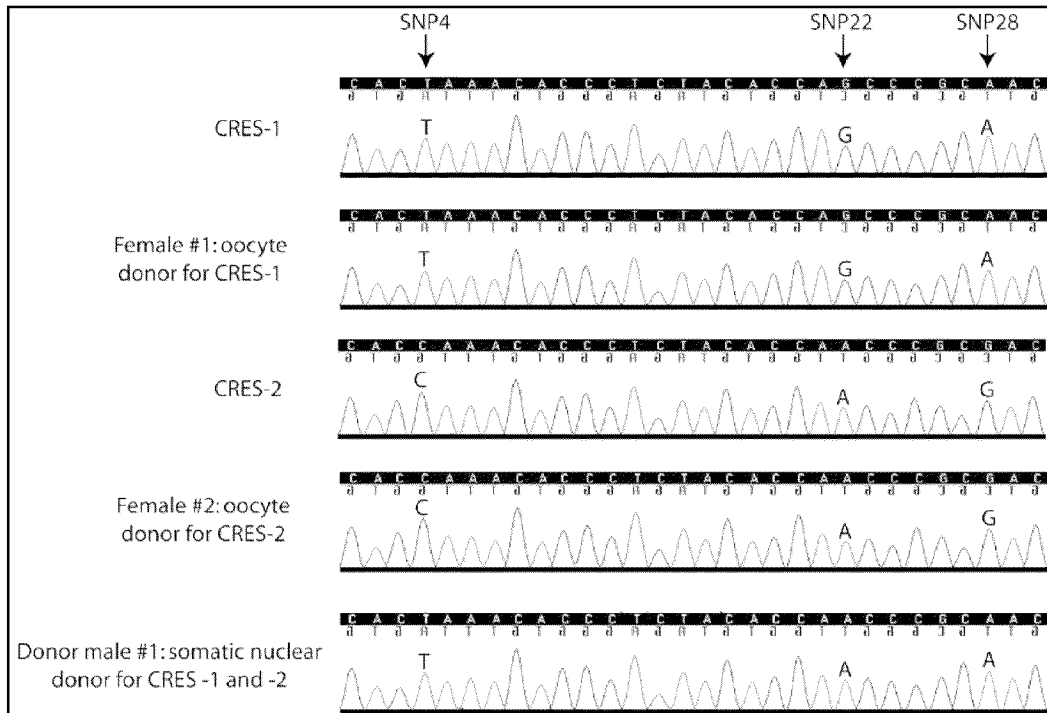 SNP4 SNP22 SNP28
C A C T A A A C A C C C T C T A C A C C A G C C C G C A A C
CRES-1
T G A
C A C T A A A C A C C C T C T A C A C C A G C C C G C A A C
Female #1: oocyte
donor for CRES-1
T G A
C A C C A A A C A C C C T C T A C A C C A A C C C G C G A C
CRES-2
C A G
C A C C A A A C A C C C T C T A C A C C A A C C C G C G A C
Female #2: oocyte
donor for CRES-2
C A G
C A C T A A A C A C C C T C T A C A C C A A C C C G C A A C
Donor male #1: somatic nuclear
donor for CRES -1 and -2
T A A